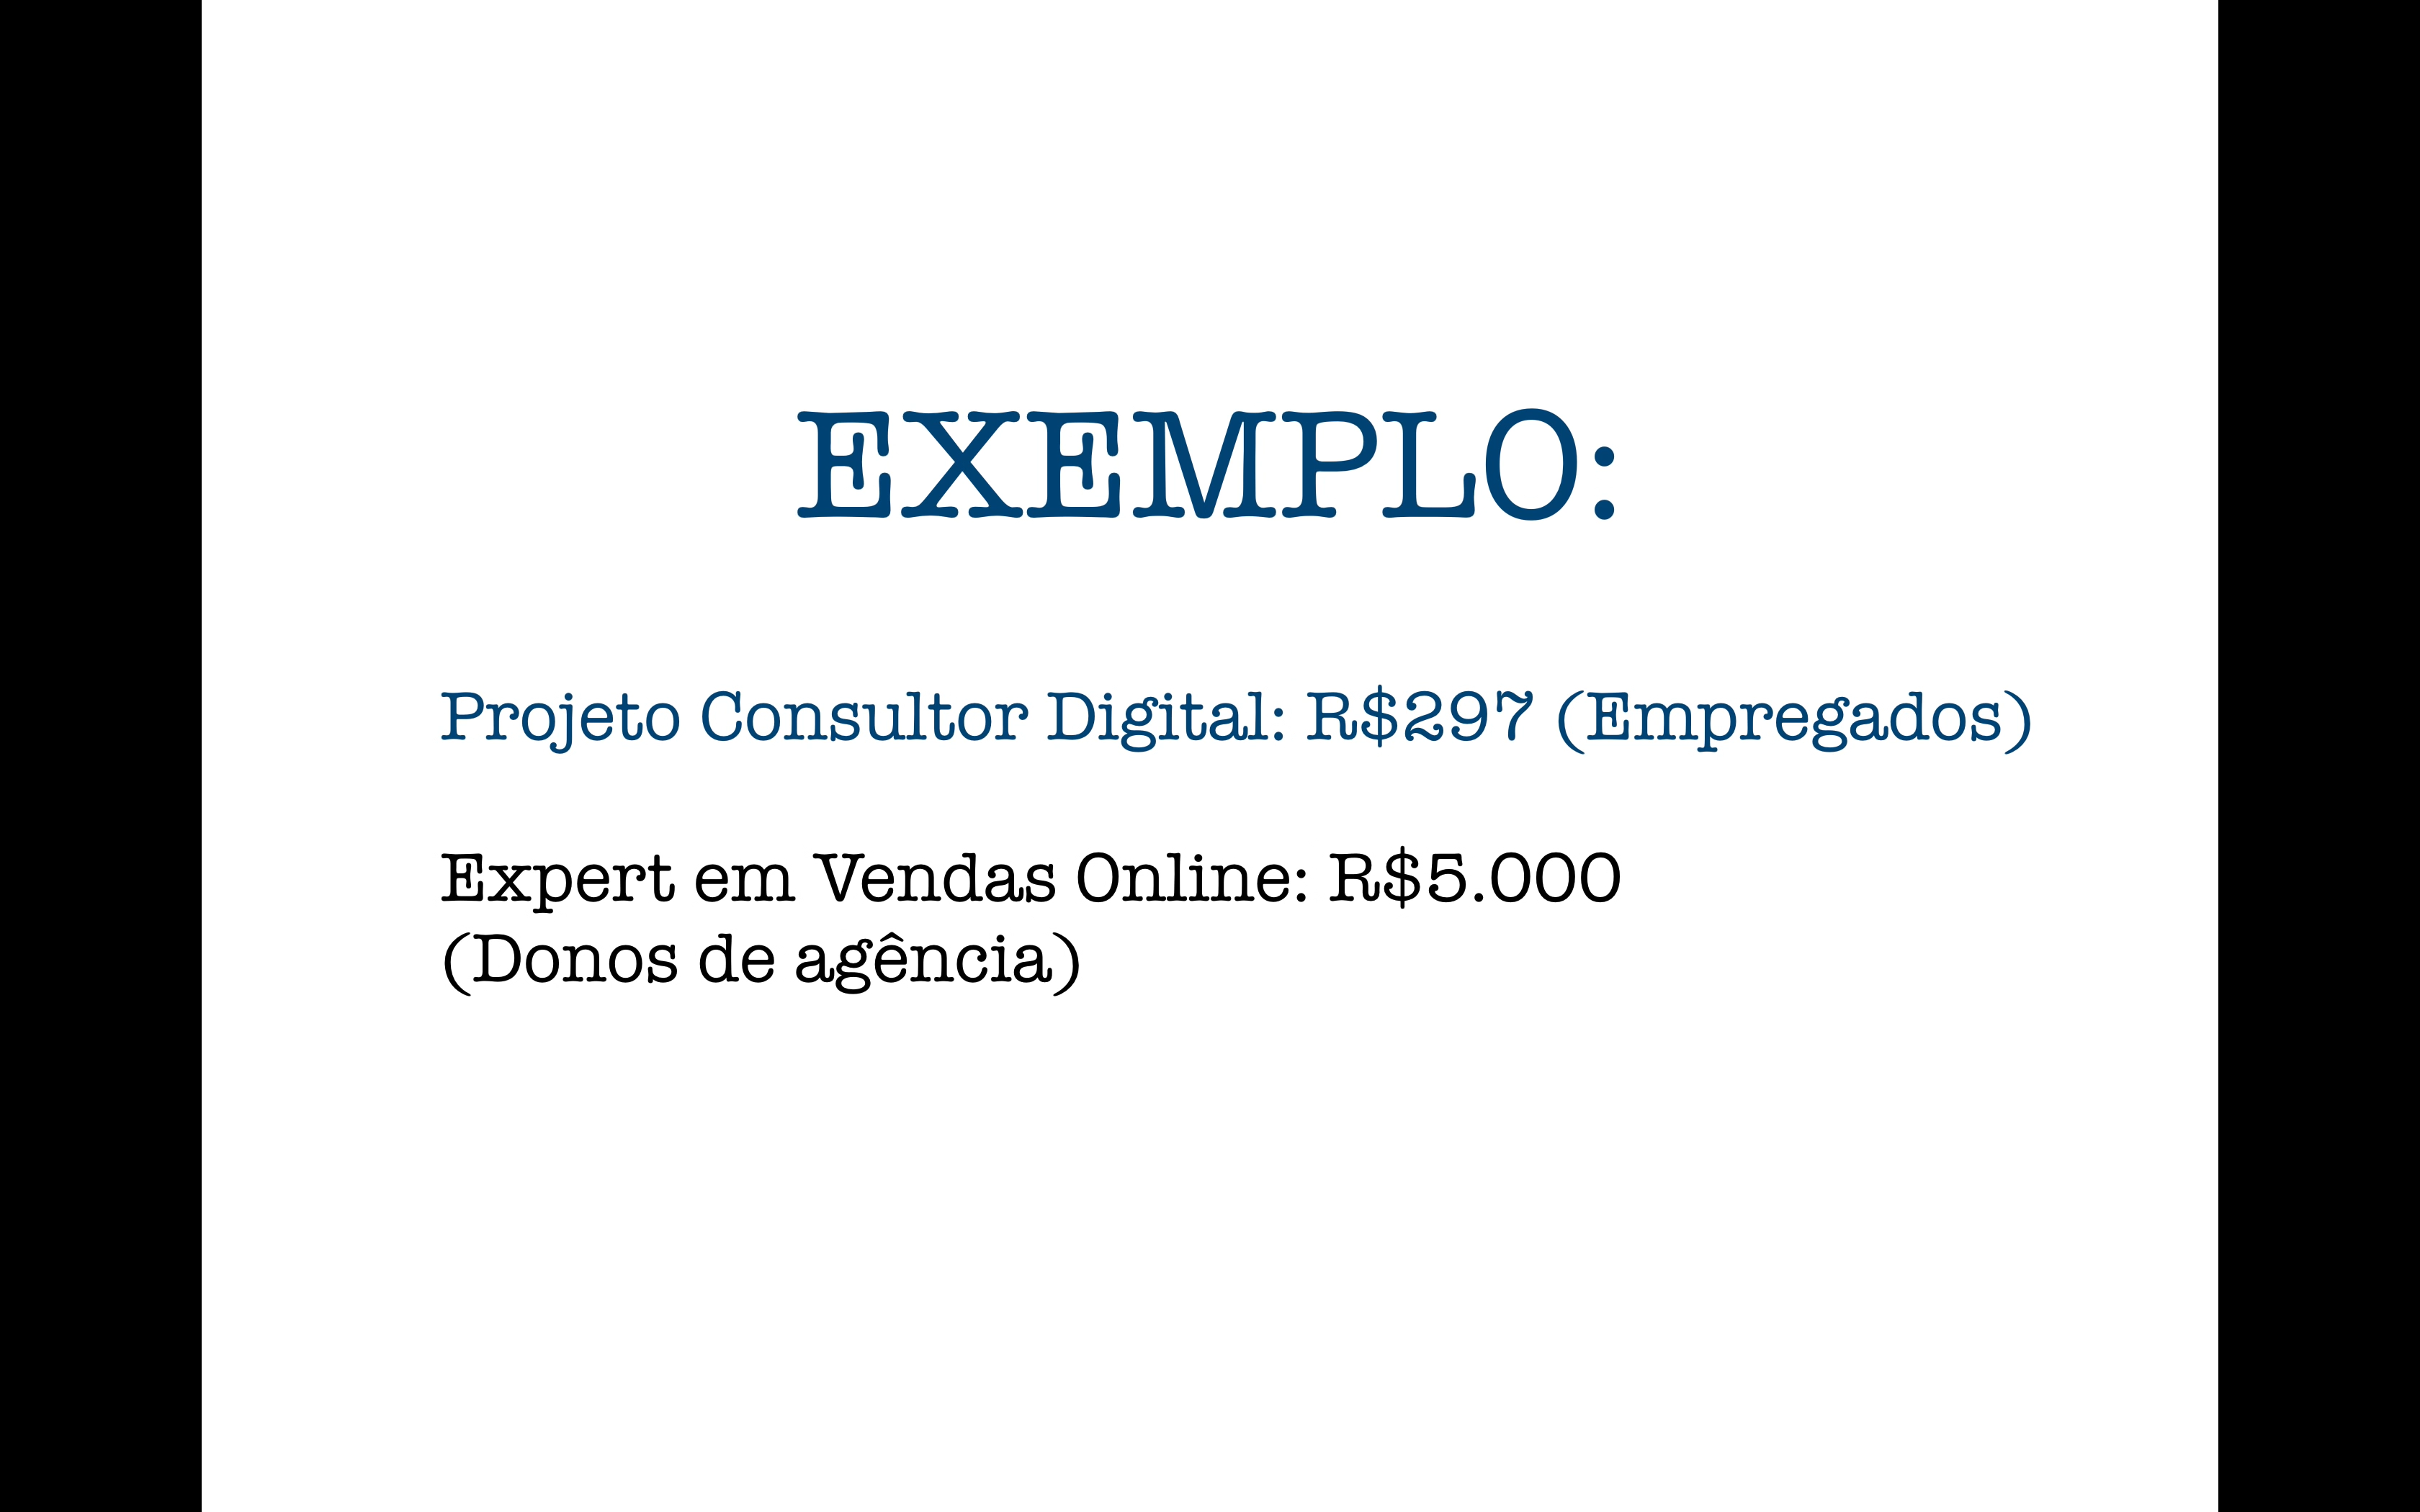 EXEMPLO:
Projeto Consultor Digital: R$297 (Empregados)
Expert em Vendas Online: R$5.000
(Donos de agência)